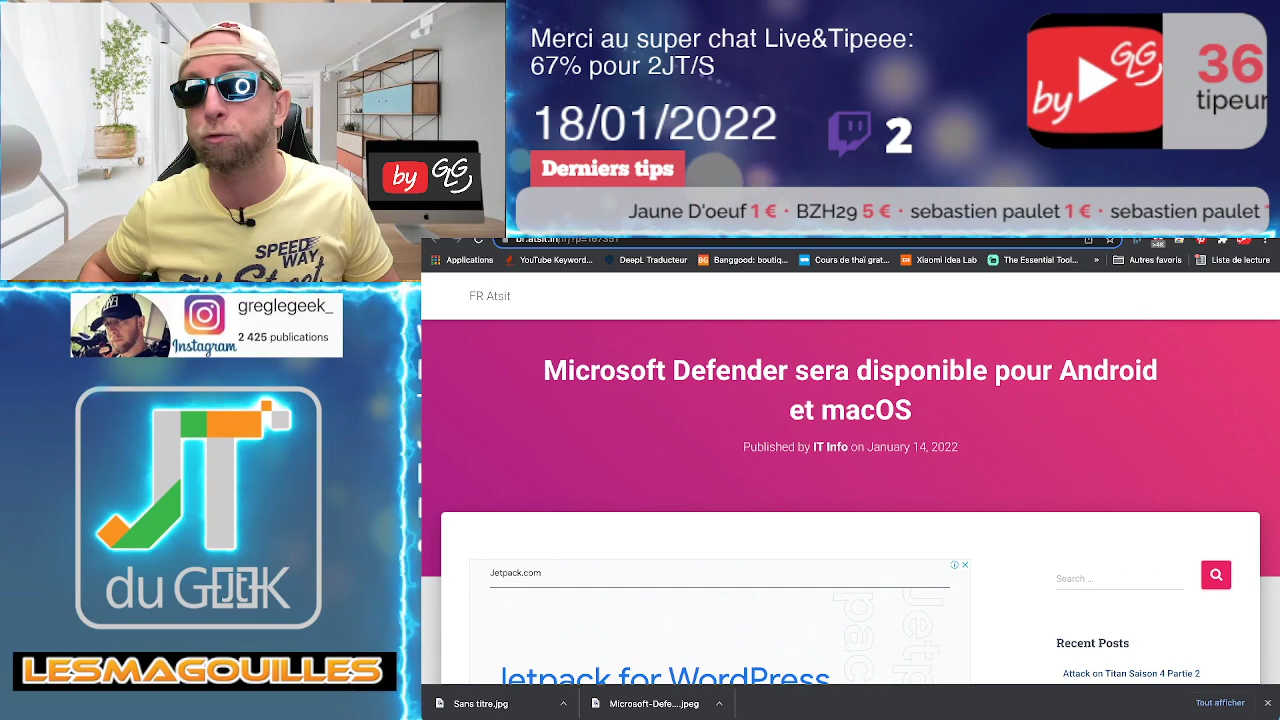 Merci au super chat Live&Tipeee:
67% pour 2JT/S
18/01/2022
2
by GLG
36
tipeur
Derniers tips
Jaune D'oeuf 1 € · BZH29 5 € · sebastien paulet 1 € · sebastien paulet
by GLG
SPEED
WAY
Applications
YouTube Keyword...
DeepL Traducteur
Banggood: boutiq...
Cours de thaï grat...
Xiaomi Idea Lab
The Essential Tool...
»
Autres favoris
Liste de lecture
FR Atsit
Microsoft Defender sera disponible pour Android
et macOS
Published by IT Info on January 14, 2022
greglegeek_
2 425 publications
Instagram
JT
du GEEK
LESMAGOUILLES
Jetpack.com
Jetpack for WordPress
Search ...
Recent Posts
Attack on Titan Saison 4 Partie 2
Sans titre.jpg
Microsoft-Defe....jpeg
Tout afficher